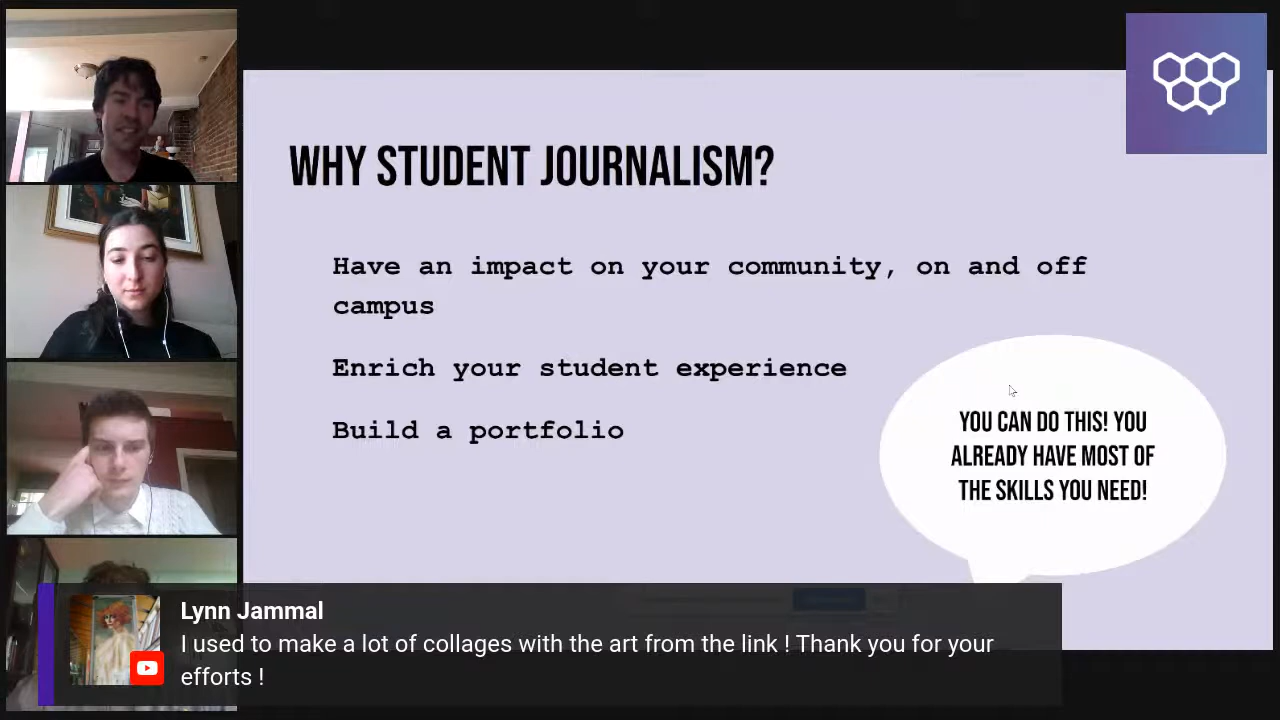 WHY STUDENT JOURNALISM?
Have an impact on your community, on and off
campus
Enrich your student experience
Build a portfolio
YOU CAN DO THIS! YOU
ALREADY HAVE MOST OF
THE SKILLS YOU NEED!
Lynn Jammal
I used to make a lot of collages with the art from the link ! Thank you for your
efforts !